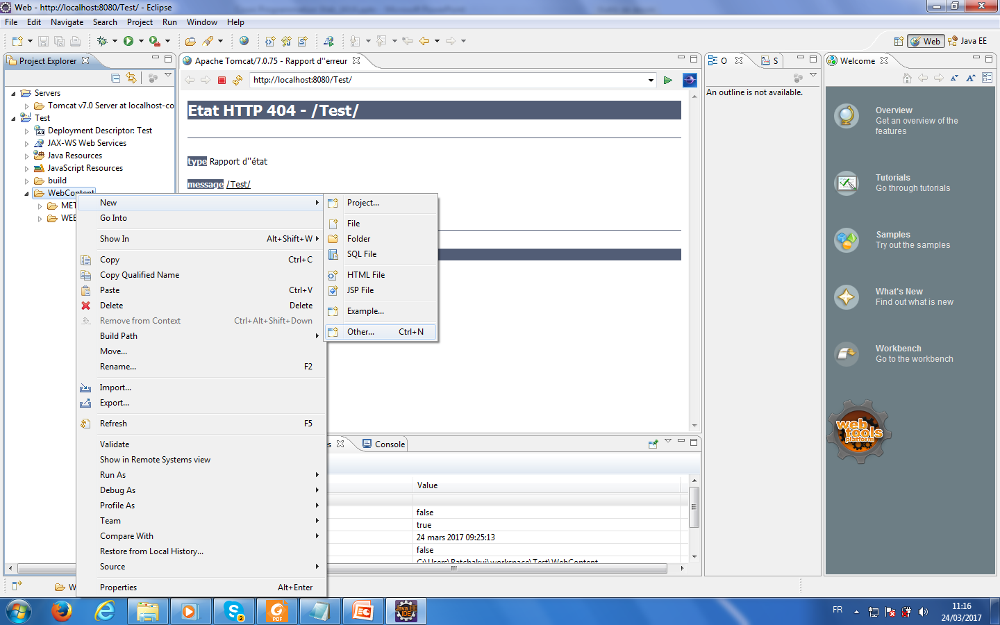 Web - http://localhost:8080/Test/ - Eclipse
File Edit Navigate Search Project Run Window Help
Web Java EE
Project Explorer
Servers
Tomcat v7.0 Server at localhost-co
Test
Deployment Descriptor: Test
JAX-WS Web Services
Java Resources
JavaScript Resources
build
WebContent
MET
WEB
Apache Tomcat/7.0.75 - Rapport d''erreur
http://localhost:8080/Test/
Etat HTTP 404 - /Test/
type Rapport d''état
message /Test/
O
S
An outline is not available.
Welcome
Overview
Get an overview of the
features
Tutorials
Go through tutorials
Samples
Try out the samples
What's New
Find out what is new
Workbench
Go to the workbench
web
tools
platform
New
Go Into
Show In Alt+Shift+W
Copy Ctrl+C
Copy Qualified Name
Paste Ctrl+V
Delete Delete
Remove from Context Ctrl+Alt+Shift+Down
Build Path
Move...
Rename... F2
Import...
Export...
Refresh F5
Validate
Show in Remote Systems view
Run As
Debug As
Profile As
Team
Compare With
Restore from Local History...
Source
Properties Alt+Enter
Project...
File
Folder
SQL File
HTML File
JSP File
Example...
Other... Ctrl+N
Console
Value
false
true
24 mars 2017 09:25:13
false
C:\Users\Batchakui\workspace\Test\WebContent
W
PDF
Java EE
IDE
2
FR
11:16
24/03/2017